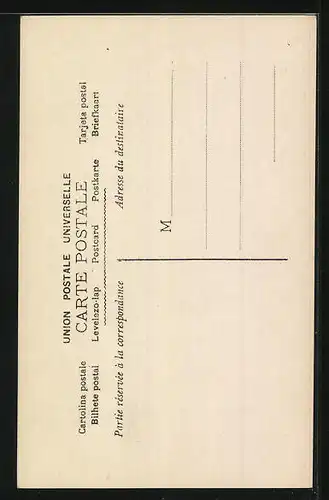 UNION POSTALE UNIVERSELLE
CARTE POSTALE
Cartolina postale
Tarjeta postal
Bilhete postal
Levelezo-lap
Postcard
Postkarte
Briefkaart
Partie réservée à la correspondance
Adresse du destinataire
M